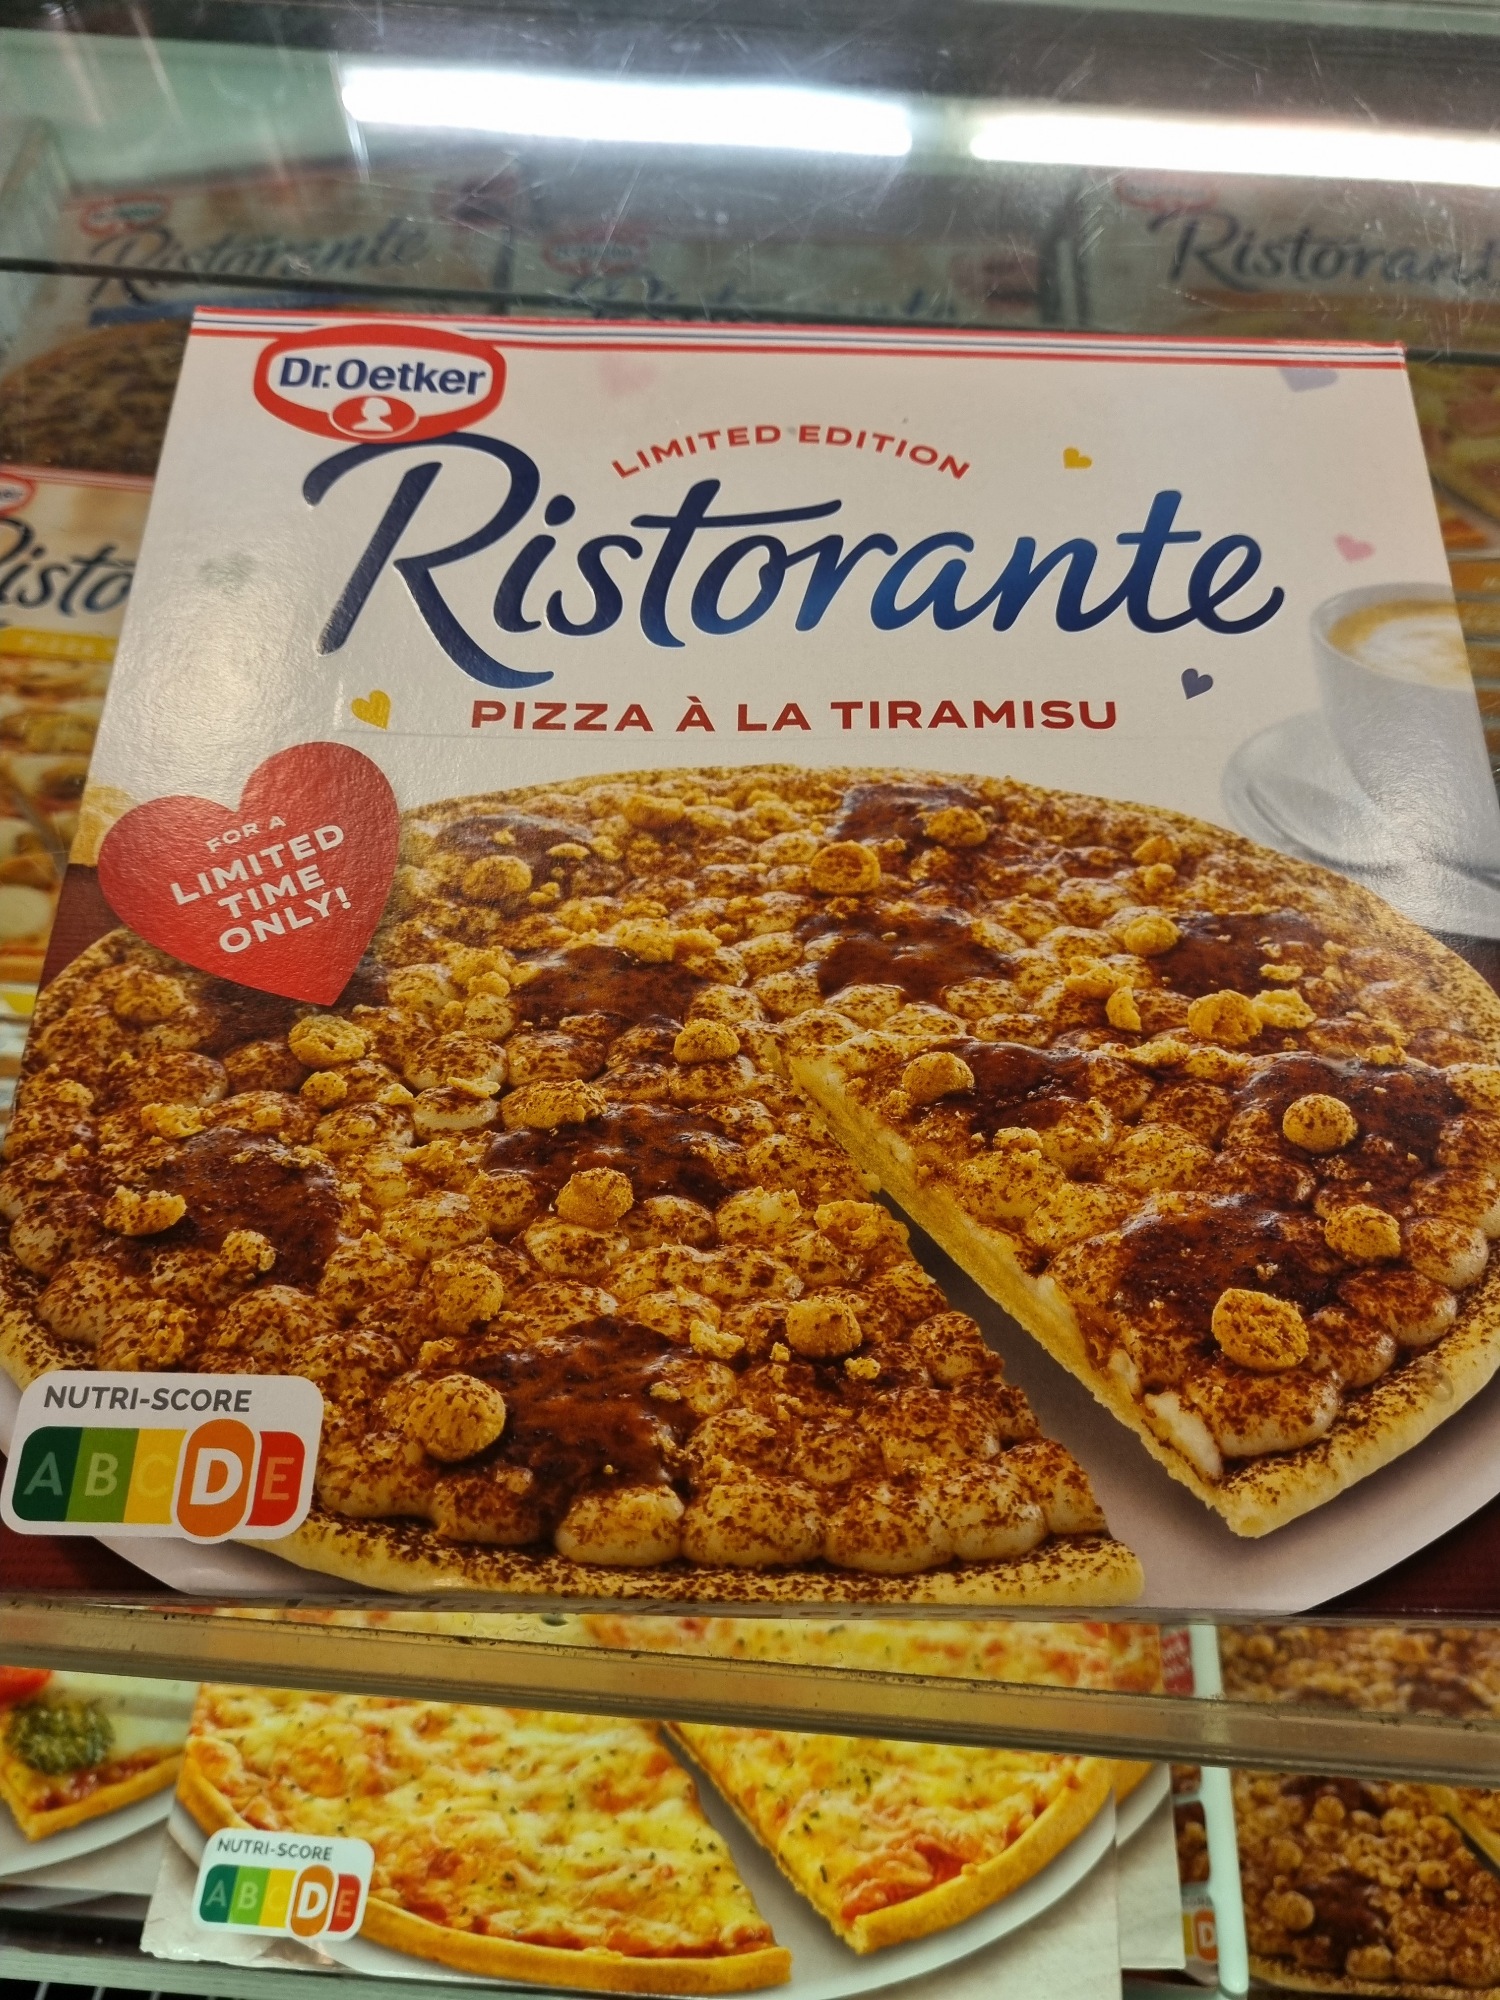 Ristorante
Ristorante
Dr. Oetker
LIMITED EDITION
Ristorante
PIZZA À LA TIRAMISU
FOR A
LIMITED
TIME
ONLY!
NUTRI-SCORE
A B C D E
NUTRI-SCORE
A B C D E
D